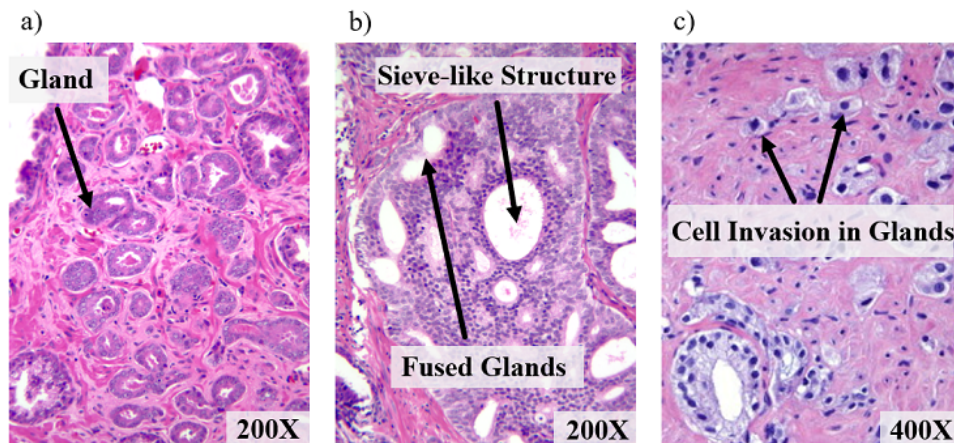 a)
b)
c)
Gland
Sieve-like Structure
Cell Invasion in Glands
Fused Glands
200X
200X
400X